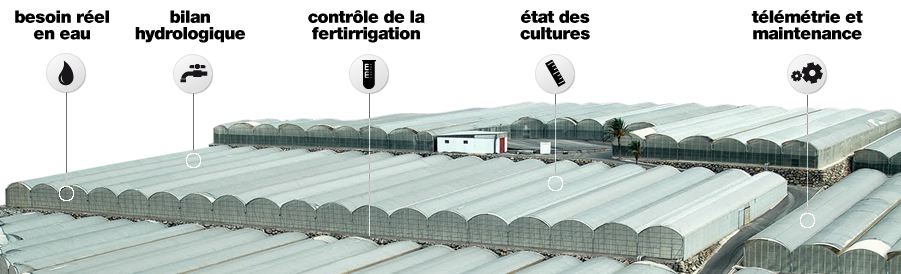 besoin réel
en eau
bilan
hydrologique
contrôle de la
fertirrigation
état des
cultures
télémétrie et
maintenance